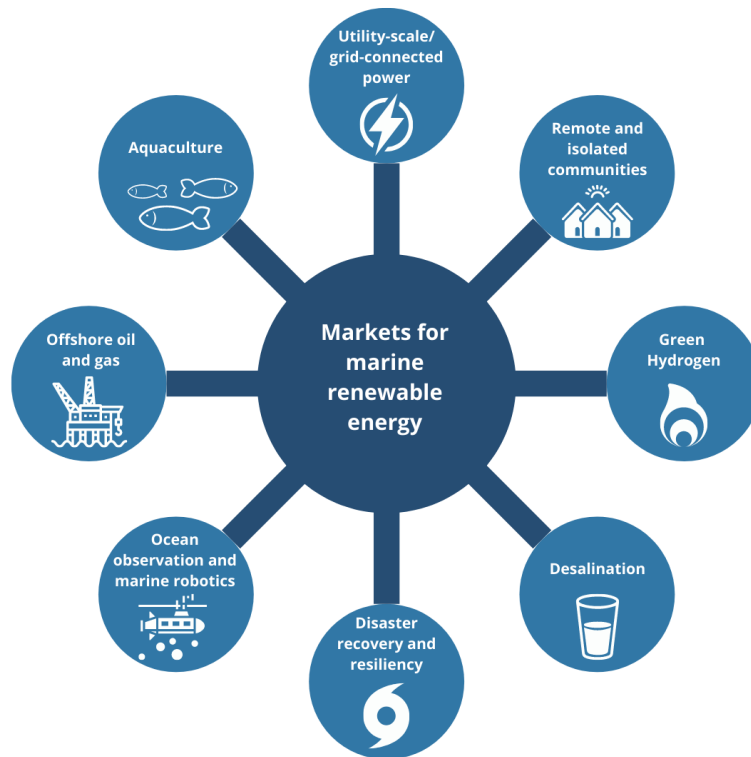 Utility-scale/
grid-connected
power
Remote and
isolated
communities
Aquaculture
Markets for
marine
renewable
energy
Offshore oil
and gas
Green
Hydrogen
Ocean
observation and
marine robotics
Desalination
Disaster
recovery and
resiliency